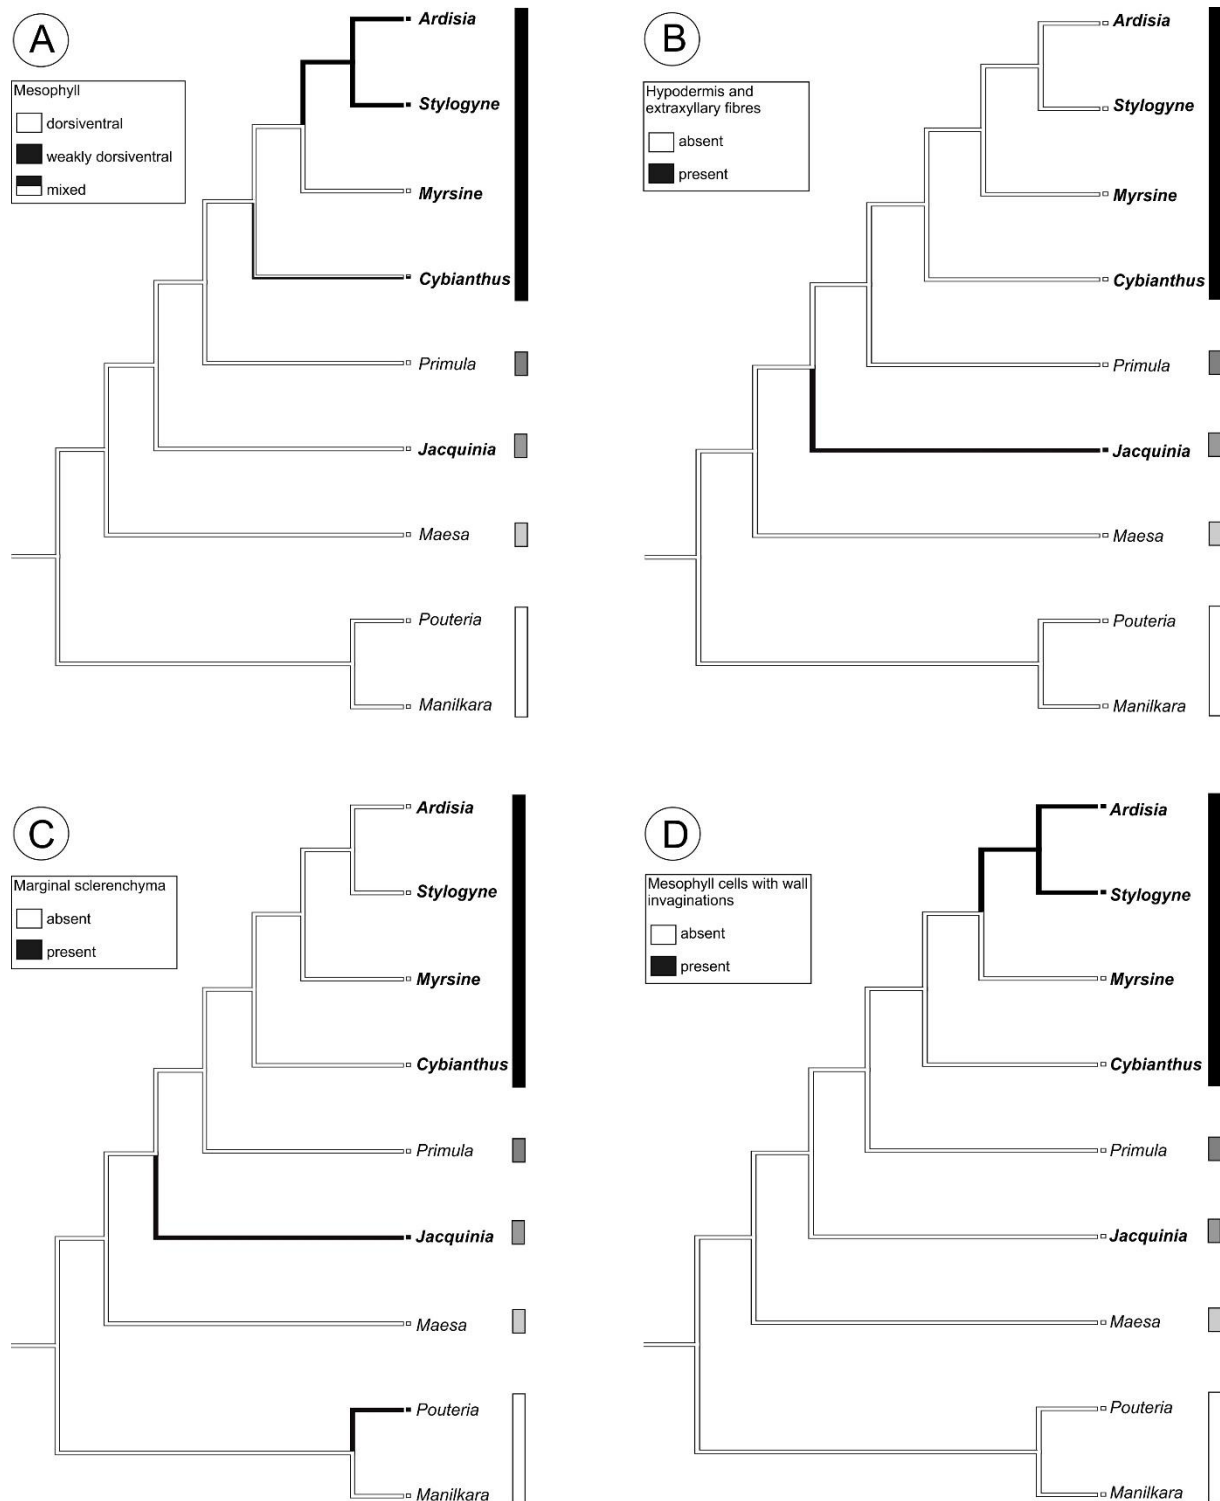 A
Mesophyll
dorsiventral
weakly dorsiventral
mixed
Ardisia
Stylogyne
Myrsine
Cybianthus
Primula
Jacquinia
Maesa
Pouteria
Manilkara
B
Hypodermis and
extraxyllary fibres
absent
present
Ardisia
Stylogyne
Myrsine
Cybianthus
Primula
Jacquinia
Maesa
Pouteria
Manilkara
C
Marginal sclerenchyma
absent
present
Ardisia
Stylogyne
Myrsine
Cybianthus
Primula
Jacquinia
Maesa
Pouteria
Manilkara
D
Mesophyll cells with wall
invaginations
absent
present
Ardisia
Stylogyne
Myrsine
Cybianthus
Primula
Jacquinia
Maesa
Pouteria
Manilkara